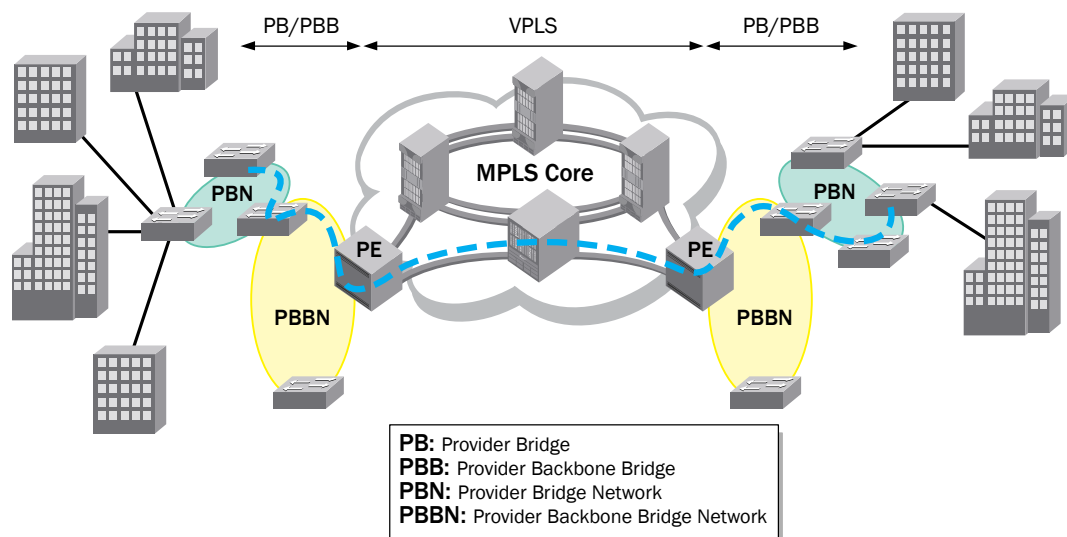 PB/PBB
VPLS
PB/PBB
MPLS Core
PBN
PBN
PE
PE
PBBN
PBBN
PB: Provider Bridge
PBB: Provider Backbone Bridge
PBN: Provider Bridge Network
PBBN: Provider Backbone Bridge Network